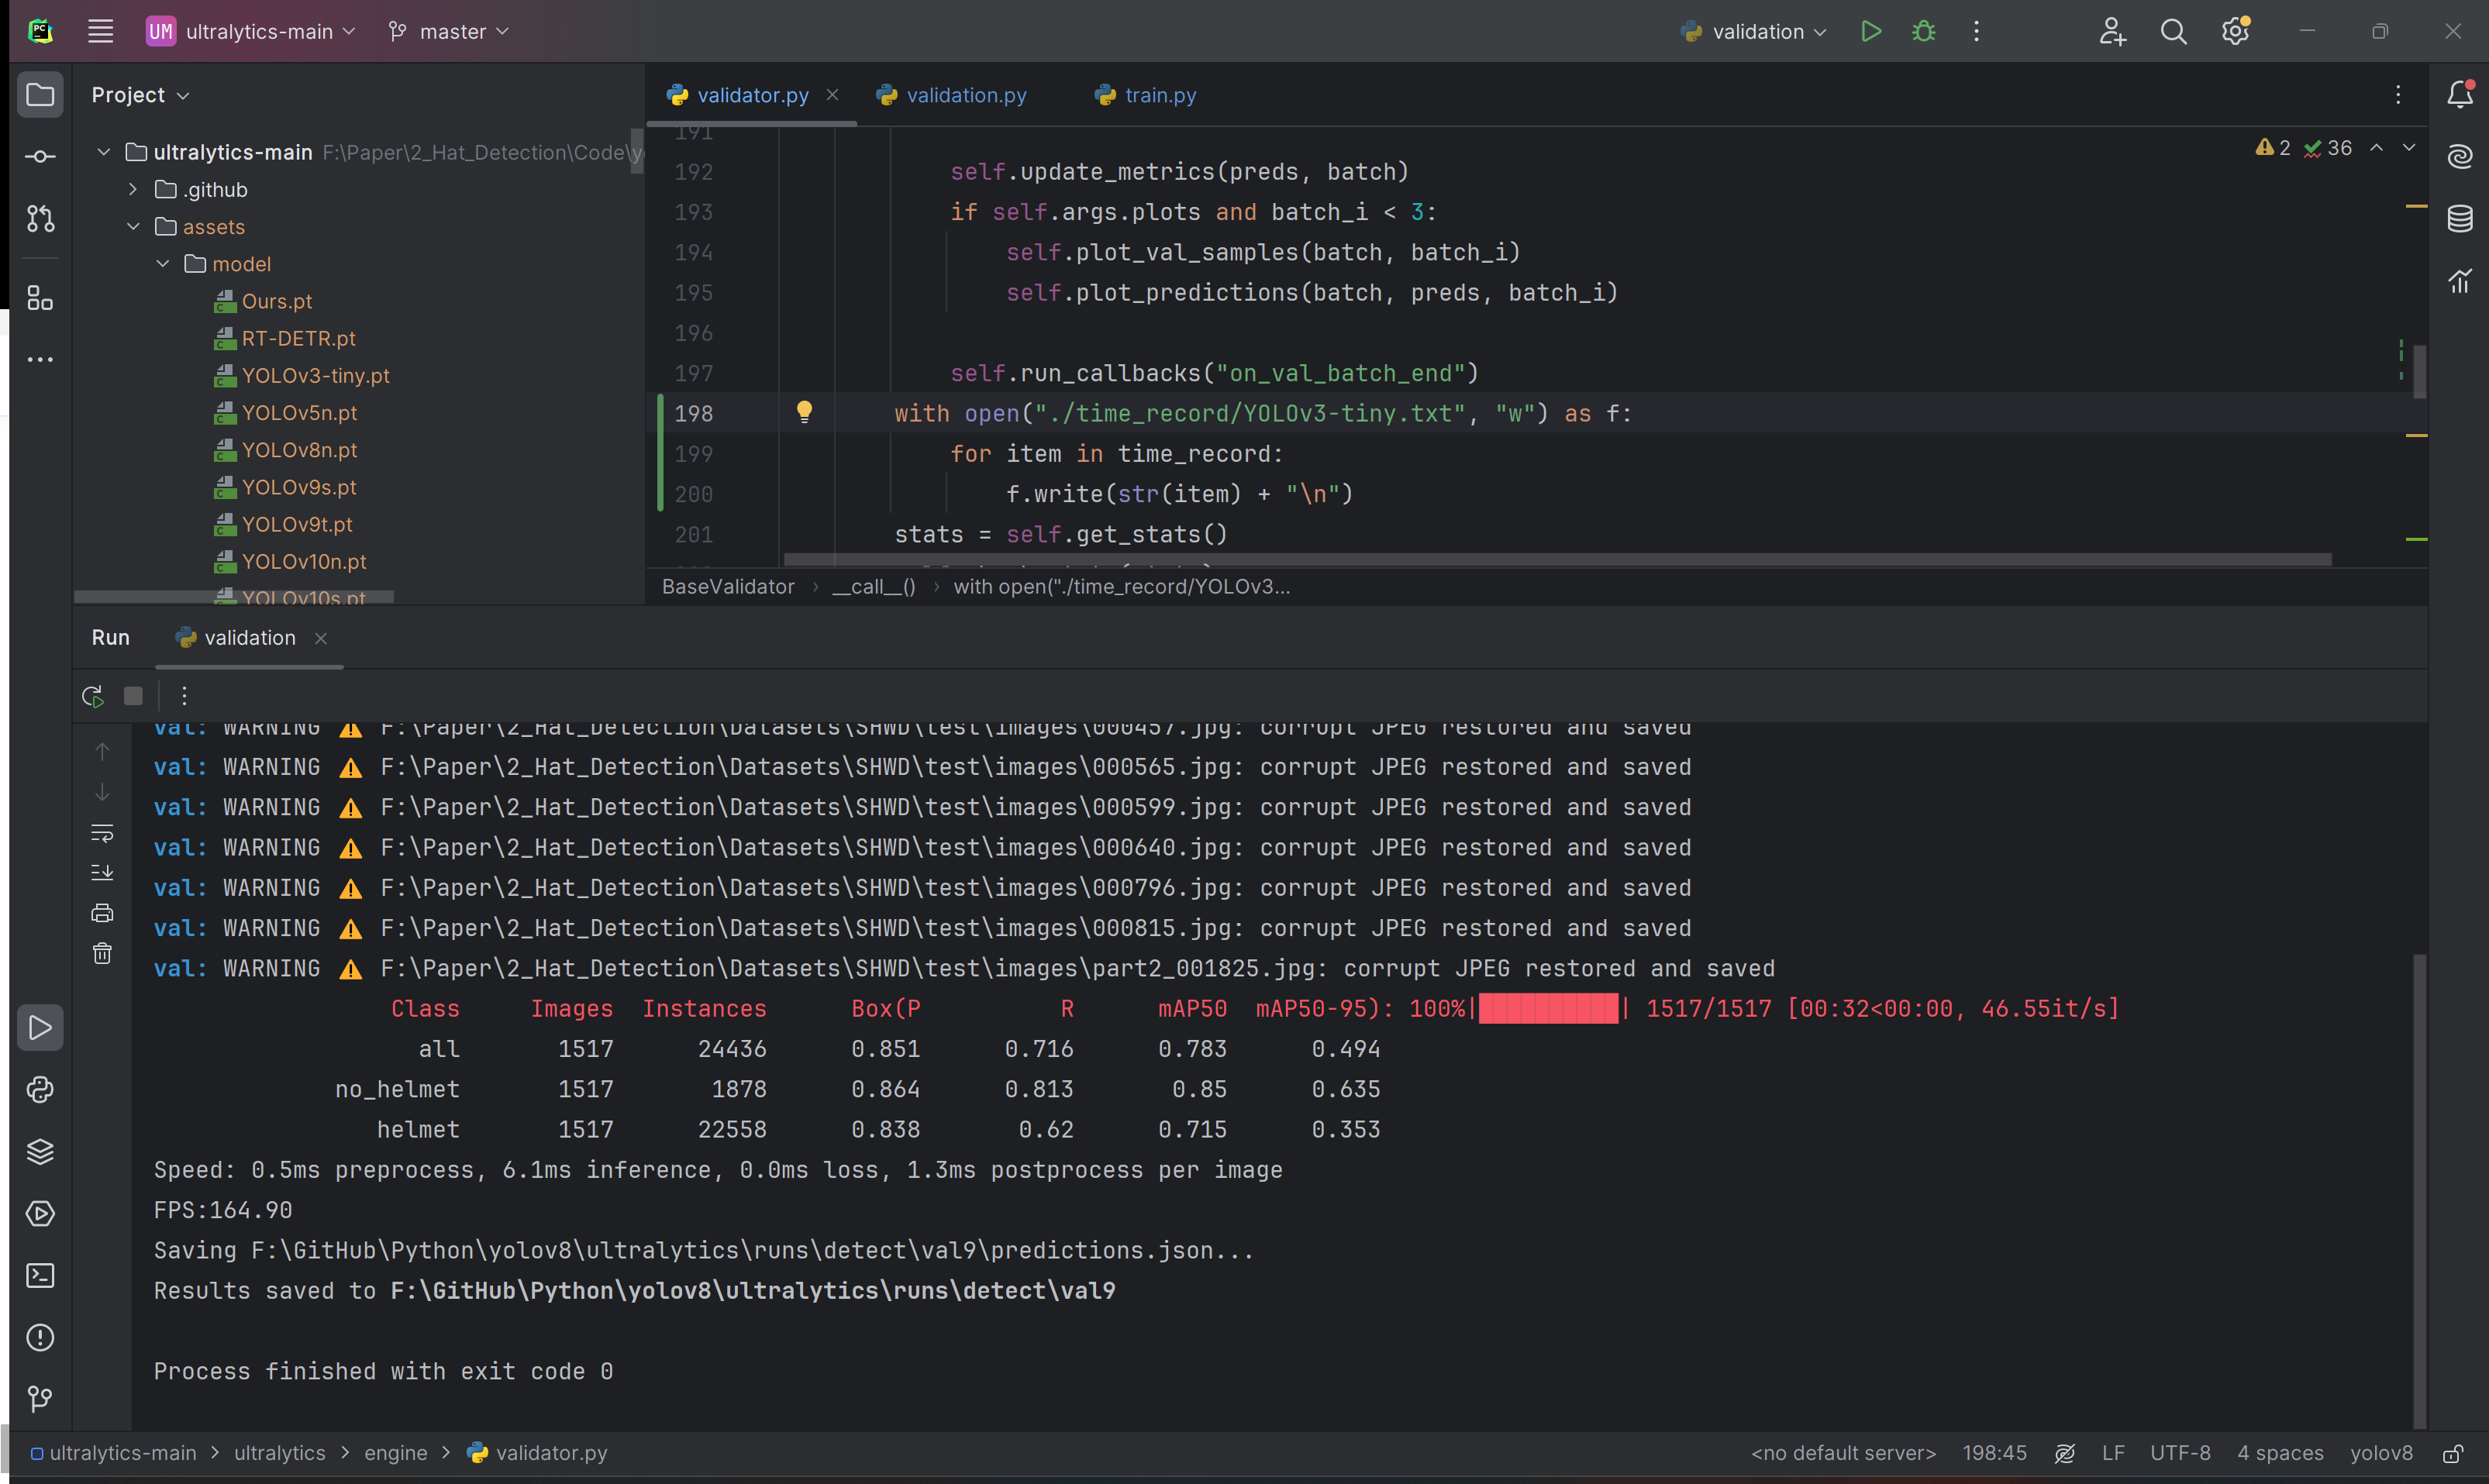 UM ultralytics-main master validation
Project
validator.py validation.py train.py
ultralytics-main F:\Paper\2_Hat_Detection\Code\y
.github
assets
model
Ours.pt
RT-DETR.pt
YOLOv3-tiny.pt
YOLOv5n.pt
YOLOv8n.pt
YOLOv9s.pt
YOLOv9t.pt
YOLOv10n.pt
YOLOv10s.pt
2 36
191
192 self.update_metrics(preds, batch)
193 if self.args.plots and batch_i < 3:
194 self.plot_val_samples(batch, batch_i)
195 self.plot_predictions(batch, preds, batch_i)
196
197 self.run_callbacks("on_val_batch_end")
198 with open("./time_record/YOLOv3-tiny.txt", "w") as f:
199 for item in time_record:
200 f.write(str(item) + "\n")
201 stats = self.get_stats()
BaseValidator › __call__() › with open("./time_record/YOLOv3...
Run validation
val: WARNING ⚠ F:\Paper\2_Hat_Detection\Datasets\SHWD\test\images\000457.jpg: corrupt JPEG restored and saved
val: WARNING ⚠ F:\Paper\2_Hat_Detection\Datasets\SHWD\test\images\000565.jpg: corrupt JPEG restored and saved
val: WARNING ⚠ F:\Paper\2_Hat_Detection\Datasets\SHWD\test\images\000599.jpg: corrupt JPEG restored and saved
val: WARNING ⚠ F:\Paper\2_Hat_Detection\Datasets\SHWD\test\images\000640.jpg: corrupt JPEG restored and saved
val: WARNING ⚠ F:\Paper\2_Hat_Detection\Datasets\SHWD\test\images\000796.jpg: corrupt JPEG restored and saved
val: WARNING ⚠ F:\Paper\2_Hat_Detection\Datasets\SHWD\test\images\000815.jpg: corrupt JPEG restored and saved
val: WARNING ⚠ F:\Paper\2_Hat_Detection\Datasets\SHWD\test\images\part2_001825.jpg: corrupt JPEG restored and saved
Class Images Instances Box(P R mAP50 mAP50-95): 100%|██████████| 1517/1517 [00:32<00:00, 46.55it/s]
all 1517 24436 0.851 0.716 0.783 0.494
no_helmet 1517 1878 0.864 0.813 0.85 0.635
helmet 1517 22558 0.838 0.62 0.715 0.353
Speed: 0.5ms preprocess, 6.1ms inference, 0.0ms loss, 1.3ms postprocess per image
FPS:164.90
Saving F:\GitHub\Python\yolov8\ultralytics\runs\detect\val9\predictions.json...
Results saved to F:\GitHub\Python\yolov8\ultralytics\runs\detect\val9
Process finished with exit code 0
ultralytics-main > ultralytics > engine > validator.py <no default server> 198:45 LF UTF-8 4 spaces yolov8